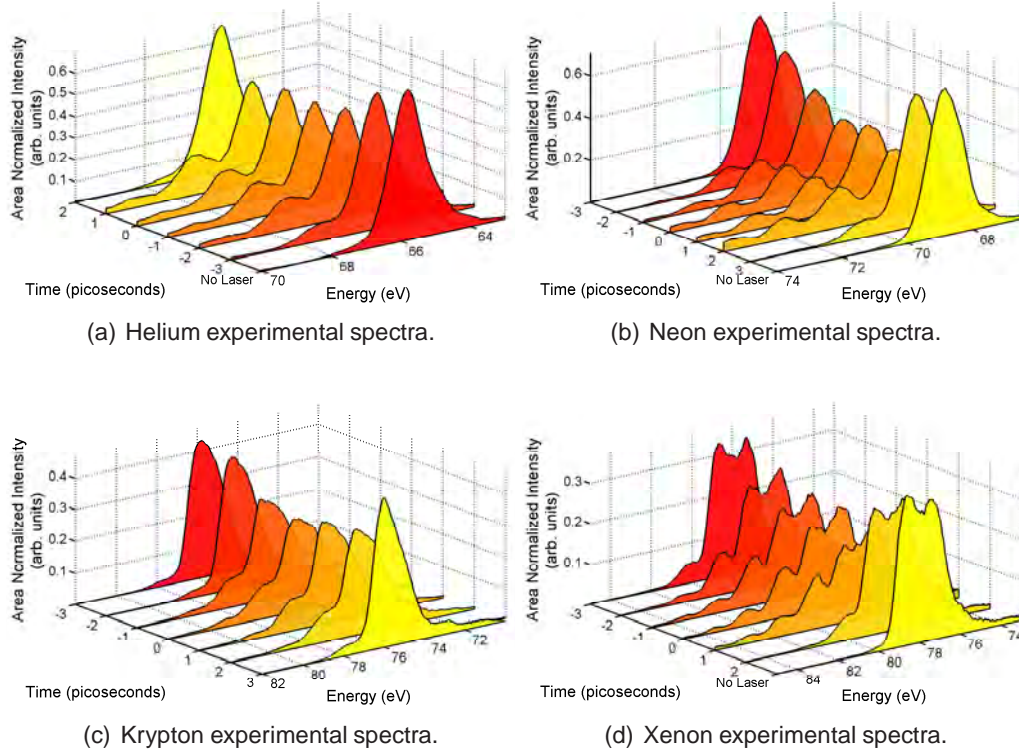 Area Normalized Intensity
(arb. units)
0.6
0.5
0.4
0.3
0.2
0.1
2
1
0
-1
-2
-3
No Laser
70
68
66
64
Time (picoseconds)
Energy (eV)
(a) Helium experimental spectra.
Area Normalized Intensity
(arb. units)
0.6
0.4
0.2
-3
-2
-1
0
1
2
3
No Laser
74
72
70
68
Time (picoseconds)
Energy (eV)
(b) Neon experimental spectra.
Area Normalized Intensity
(arb. units)
0.4
0.3
0.2
0.1
-3
-2
-1
0
1
2
3
82
80
78
76
74
72
Time (picoseconds)
Energy (eV)
(c) Krypton experimental spectra.
Area Normalized Intensity
(arb. units)
0.3
0.2
0.1
-3
-2
-1
0
1
2
No Laser
84
82
80
78
76
74
Time (picoseconds)
Energy (eV)
(d) Xenon experimental spectra.